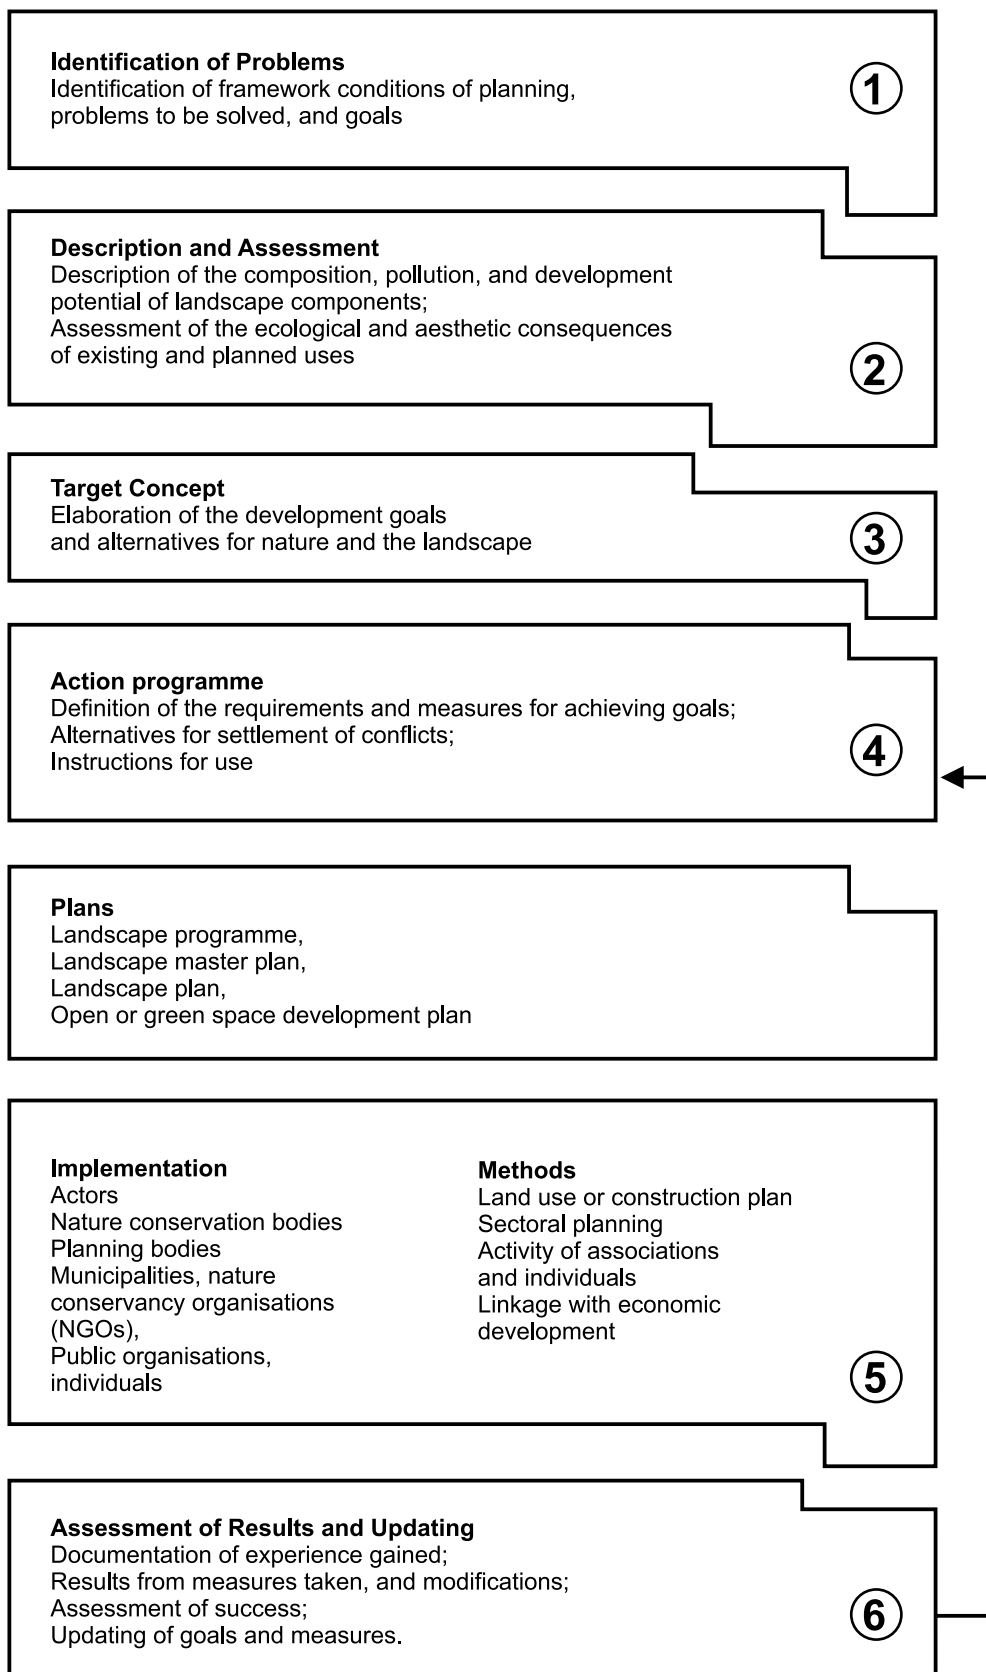 Identification of Problems
Identification of framework conditions of planning,
problems to be solved, and goals
1
Description and Assessment
Description of the composition, pollution, and development
potential of landscape components;
Assessment of the ecological and aesthetic consequences
of existing and planned uses
2
Target Concept
Elaboration of the development goals
and alternatives for nature and the landscape
3
Action programme
Definition of the requirements and measures for achieving goals;
Alternatives for settlement of conflicts;
Instructions for use
4
Plans
Landscape programme,
Landscape master plan,
Landscape plan,
Open or green space development plan
Implementation
Actors
Nature conservation bodies
Planning bodies
Municipalities, nature
conservancy organisations
(NGOs),
Public organisations,
individuals
Methods
Land use or construction plan
Sectoral planning
Activity of associations
and individuals
Linkage with economic
development
5
Assessment of Results and Updating
Documentation of experience gained;
Results from measures taken, and modifications;
Assessment of success;
Updating of goals and measures.
6